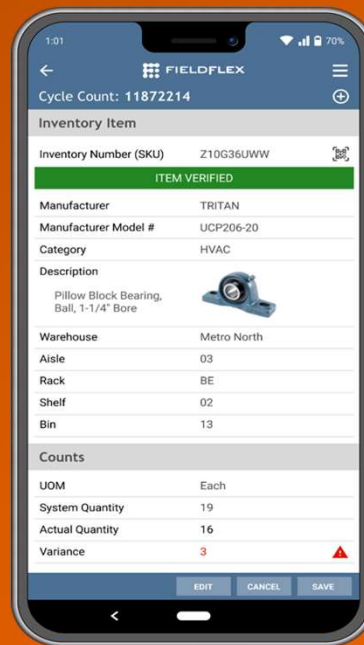 1:01 70%
FIELDFLEX
Cycle Count: 11872214
Inventory Item
Inventory Number (SKU) Z10G36UWW
ITEM VERIFIED
Manufacturer TRITAN
Manufacturer Model # UCP206-20
Category HVAC
Description
Pillow Block Bearing,
Ball, 1-1/4" Bore
Warehouse Metro North
Aisle 03
Rack BE
Shelf 02
Bin 13
Counts
UOM Each
System Quantity 19
Actual Quantity 16
Variance 3
EDIT CANCEL SAVE